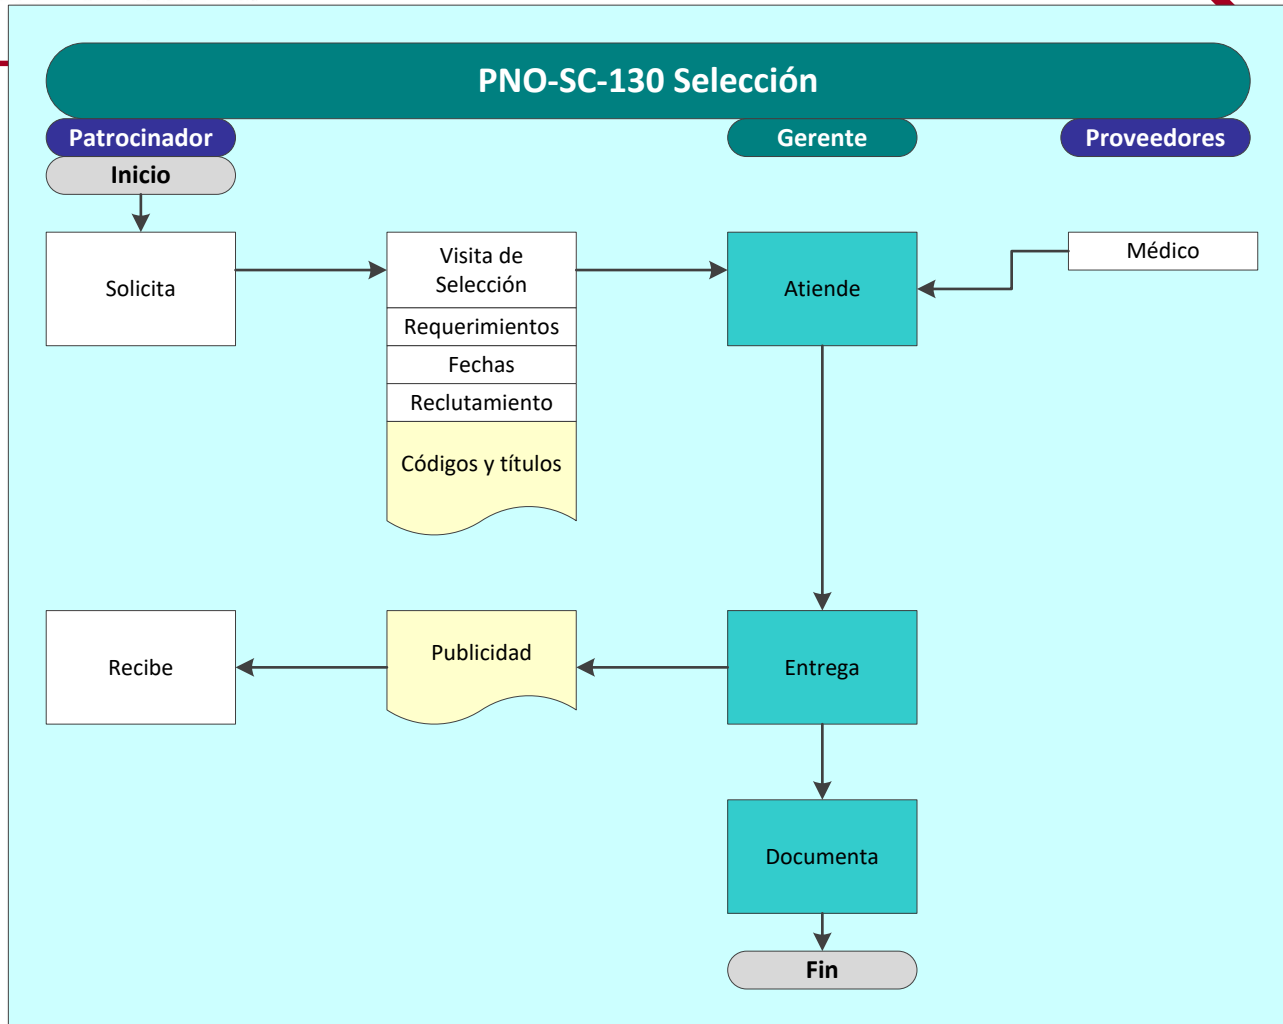 PNO-SC-130 Selección
Patrocinador
Gerente
Proveedores
Inicio
Solicita
Visita de
Selección
Requerimientos
Fechas
Reclutamiento
Códigos y títulos
Atiende
Médico
Recibe
Publicidad
Entrega
Documenta
Fin